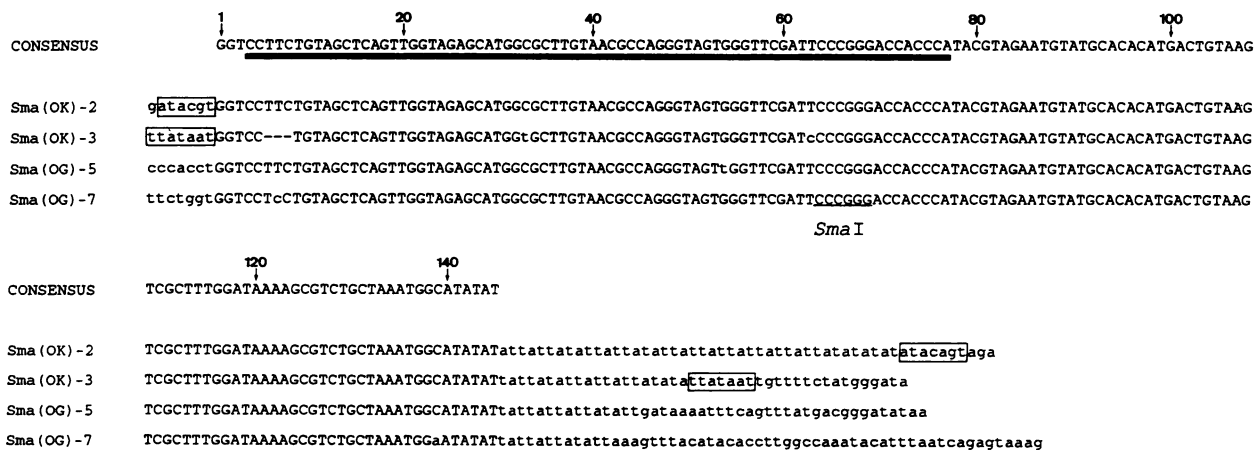 1 20 40 60 80 100
CONSENSUS GGTCCTTCTGTAGCTCAGTTGGTAGAGCATGGCGCTTGTAACGCCAGGGTAGTGGGTTCGATTCCCGGGACCACCCATACGTAGAATGTATGCACACATGACTGTAAG
Sma(OK)-2 gatacgtGGTCCTTCTGTAGCTCAGTTGGTAGAGCATGGCGCTTGTAACGCCAGGGTAGTGGGTTCGATTCCCGGGACCACCCATACGTAGAATGTATGCACACATGACTGTAAG
Sma(OK)-3 ttataatGGTCC---TGTAGCTCAGTTGGTAGAGCATGGtGCTTGTAACGCCAGGGTAGTGGGTTCGATcCCCGGGACCACCCATACGTAGAATGTATGCACACATGACTGTAAG
Sma(OG)-5 cccacctGGTCCTTCTGTAGCTCAGTTGGTAGAGCATGGCGCTTGTAACGCCAGGGTAGTtGGTTCGATTCCCGGGACCACCCATACGTAGAATGTATGCACACATGACTGTAAG
Sma(OG)-7 ttctggtGGTCCTcCTGTAGCTCAGTTGGTAGAGCATGGCGCTTGTAACGCCAGGGTAGTGGGTTCGATTCCCGGGACCACCCATACGTAGAATGTATGCACACATGACTGTAAG
SmaI
120 140
CONSENSUS TCGCTTTGGATAAAAGCGTCTGCTAAATGGCATATAT
Sma(OK)-2 TCGCTTTGGATAAAAGCGTCTGCTAAATGGCATATATattattatattattatattattattattattattatatatatatacagtaga
Sma(OK)-3 TCGCTTTGGATAAAAGCGTCTGCTAAATGGCATATATtattatattattattatatattataattgttttctatgggata
Sma(OG)-5 TCGCTTTGGATAAAAGCGTCTGCTAAATGGCATATATtattattatattgataaaatttcagtttatgacgggatataa
Sma(OG)-7 TCGCTTTGGATAAAAGCGTCTGCTAAATGGaATATATtattattatattaaagtttacatacaccttggccaaatacatttaatcagagtaaag